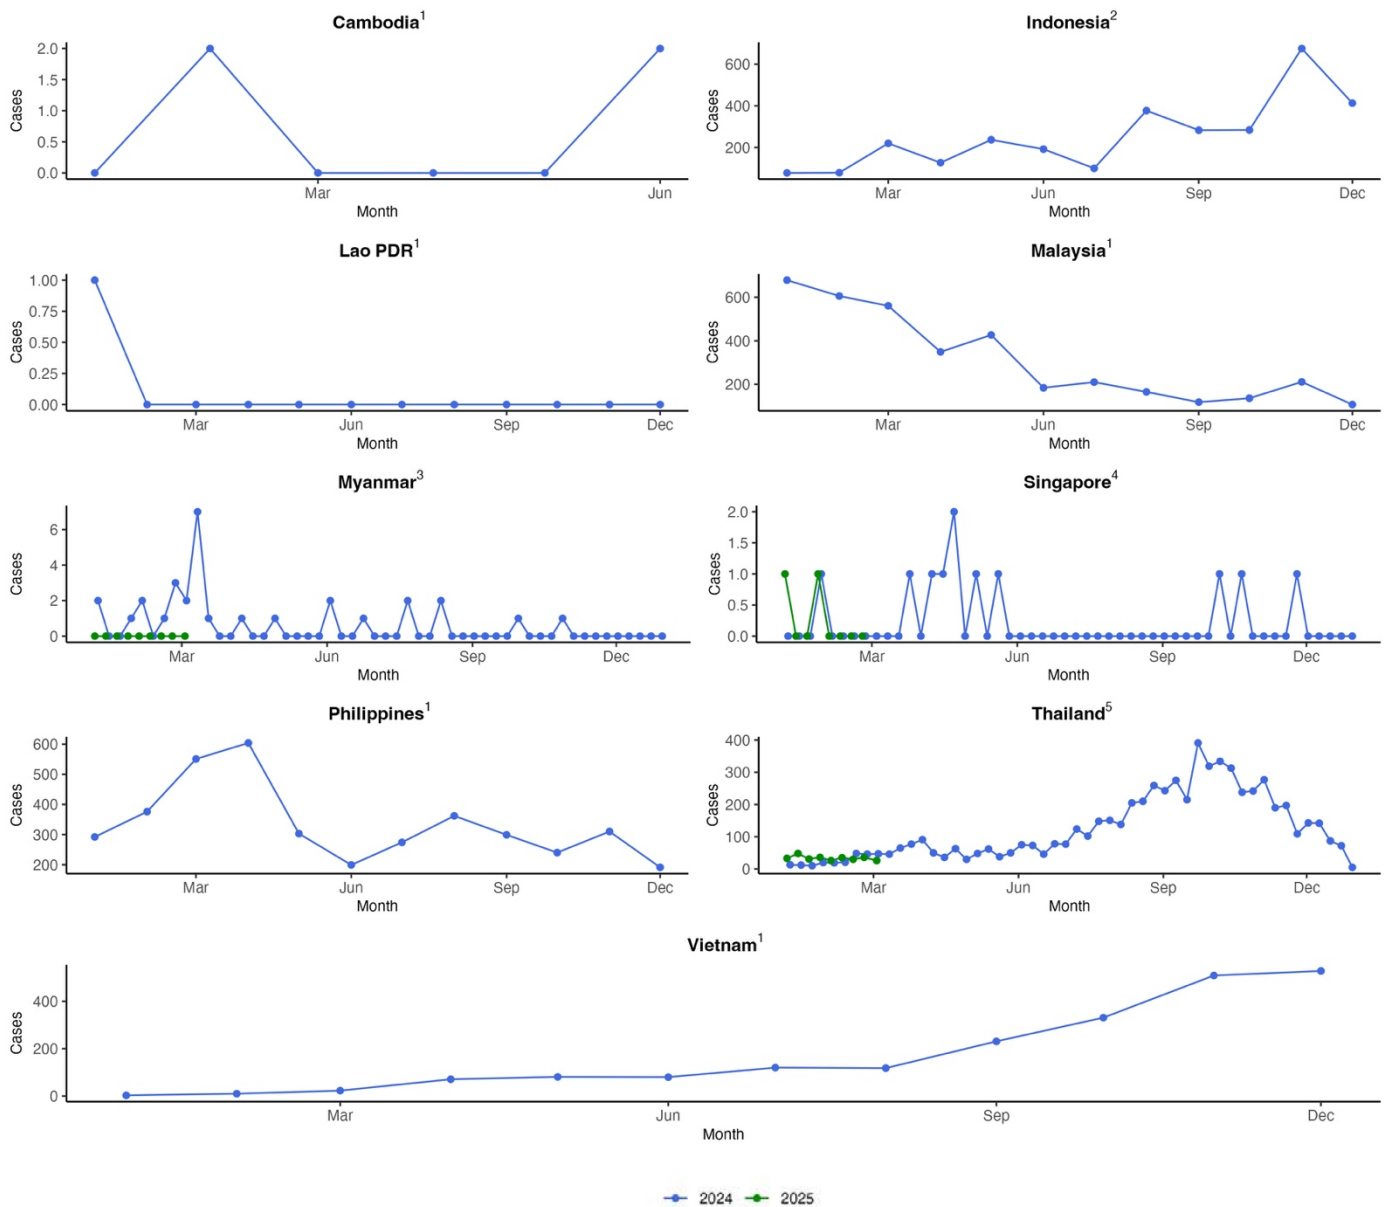 Cambodia1
2.0
1.5
1.0
0.5
0.0
Cases
Mar Jun
Month
Indonesia2
600
400
200
Cases
Mar Jun Sep Dec
Month
Lao PDR1
1.00
0.75
0.50
0.25
0.00
Cases
Mar Jun Sep Dec
Month
Malaysia1
600
400
200
Cases
Mar Jun Sep Dec
Month
Myanmar3
6
4
2
0
Cases
Mar Jun Sep Dec
Month
Singapore4
2.0
1.5
1.0
0.5
0.0
Cases
Mar Jun Sep Dec
Month
Philippines1
600
500
400
300
200
Cases
Mar Jun Sep Dec
Month
Thailand5
400
300
200
100
0
Cases
Mar Jun Sep Dec
Month
Vietnam1
400
200
0
Cases
Mar Jun Sep Dec
Month
2024 2025